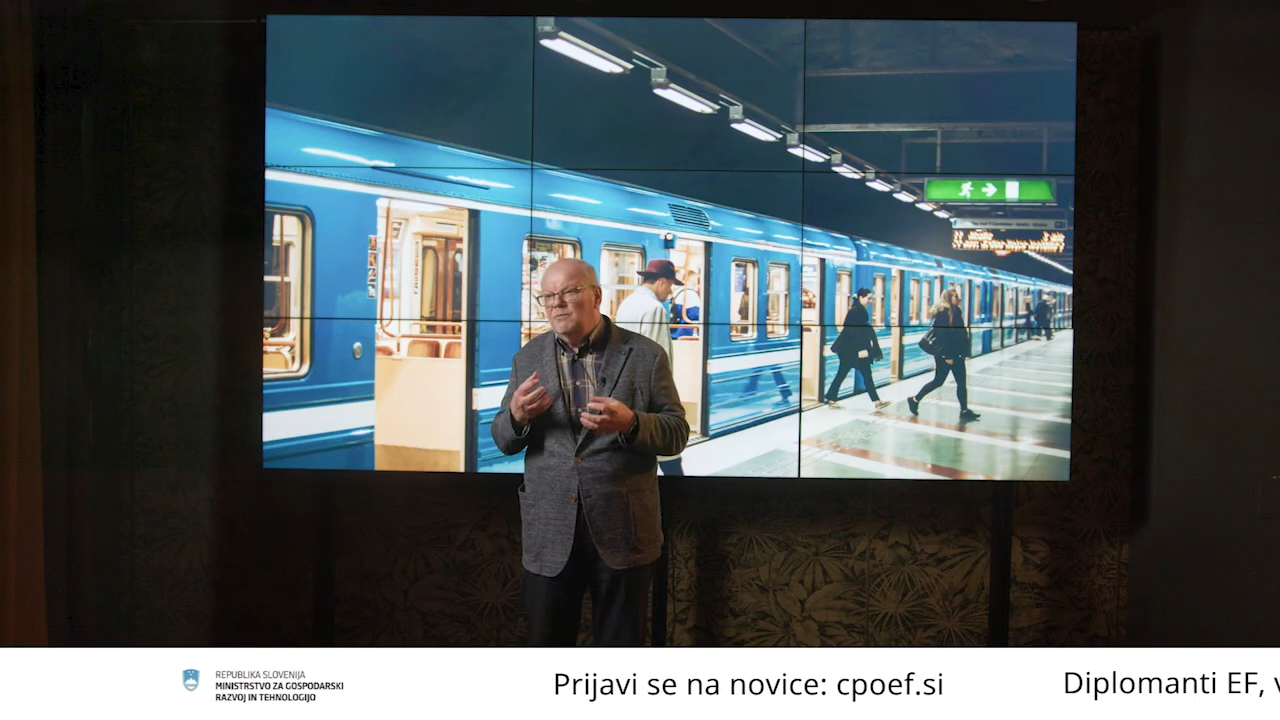 REPUBLIKA SLOVENIJA
MINISTRSTVO ZA GOSPODARSKI
RAZVOJ IN TEHNOLOGIJO
Prijavi se na novice: cpoef.si
Diplomanti EF,